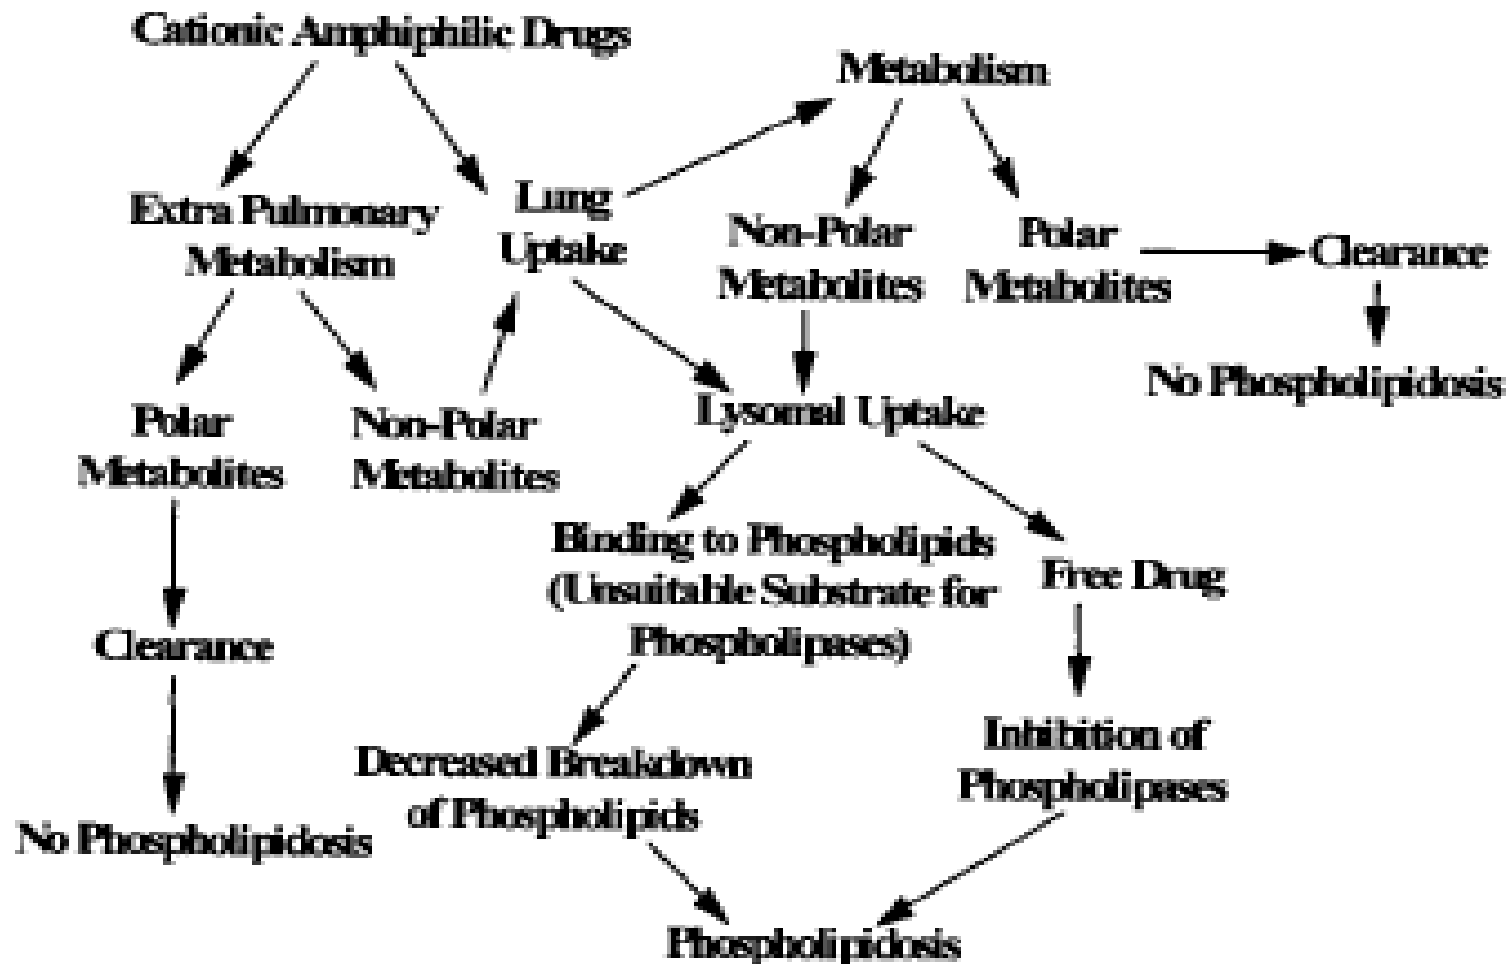 Cationic Amphiphilic Drugs
Metabolism
Extra Pulmonary
Metabolism
Lung
Uptake
Non-Polar
Metabolites
Polar
Metabolites
Clearance
No Phospholipidosis
Polar
Metabolites
Non-Polar
Metabolites
Lysomal Uptake
Binding to Phospholipids
(Unsuitable Substrate for
Phospholipases)
Free Drug
Clearance
Decreased Breakdown
of Phospholipids
Inhibition of
Phospholipases
No Phospholipidosis
Phospholipidosis